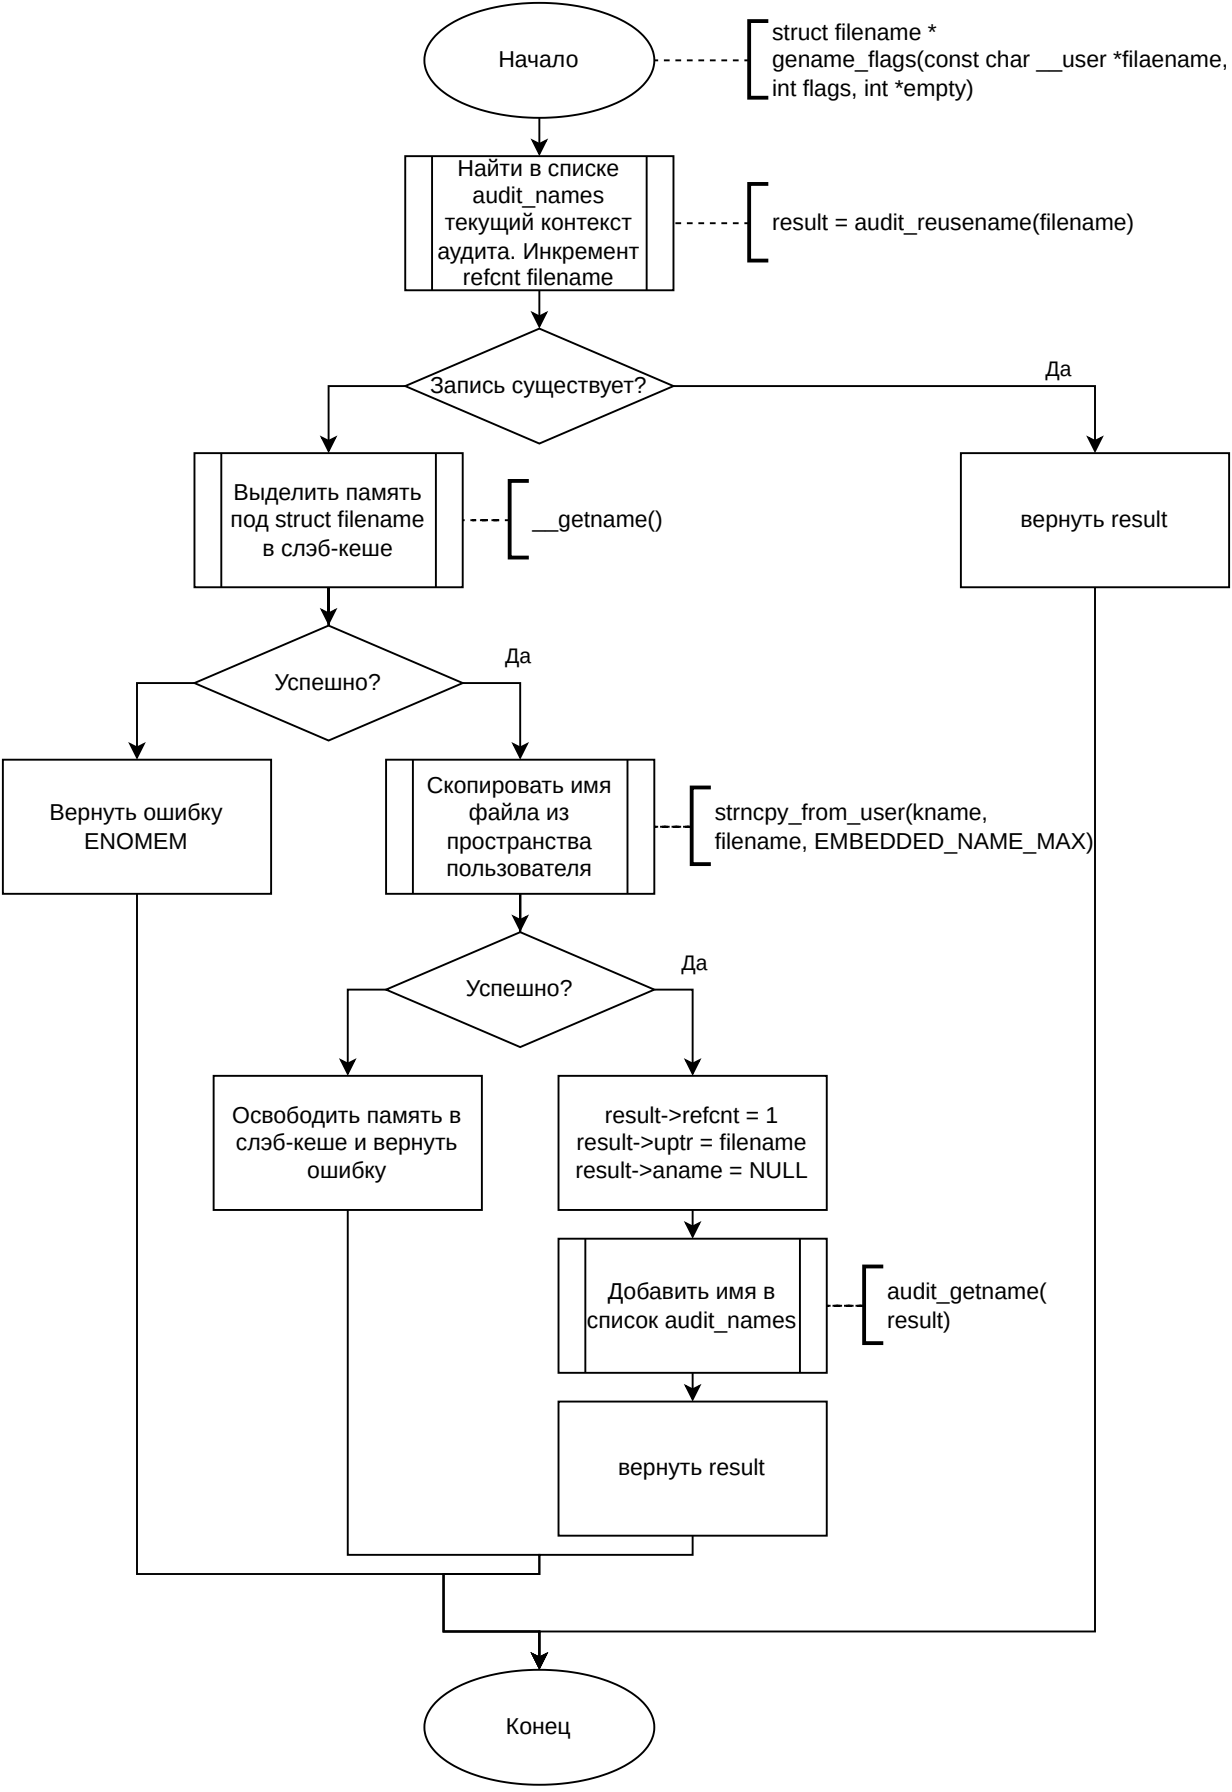 Начало
struct filename *
gename_flags(const char __user *filaename,
int flags, int *empty)
Найти в списке
audit_names
текущий контекст
аудита. Инкремент
refcnt filename
result = audit_reusename(filename)
Запись существует?
Да
Выделить память
под struct filename
в слэб-кеше
__getname()
вернуть result
Успешно?
Да
Вернуть ошибку
ENOMEM
Скопировать имя
файла из
пространства
пользователя
strncpy_from_user(kname,
filename, EMBEDDED_NAME_MAX)
Успешно?
Да
Освободить память в
слэб-кеше и вернуть
ошибку
result->refcnt = 1
result->uptr = filename
result->aname = NULL
Добавить имя в
список audit_names
audit_getname(
result)
вернуть result
Конец